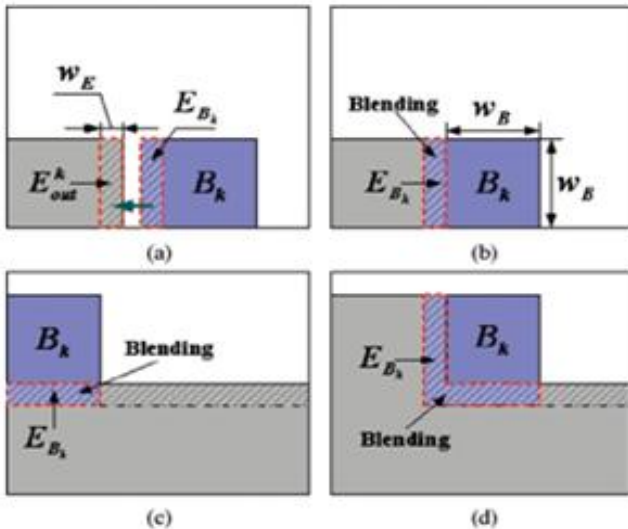 w_E
E_{B_k}
E^k_{out}
B_k
(a)
Blending
w_B
E_{B_k}
B_k
w_B
(b)
B_k
Blending
E_{B_k}
(c)
B_k
E_{B_k}
Blending
(d)